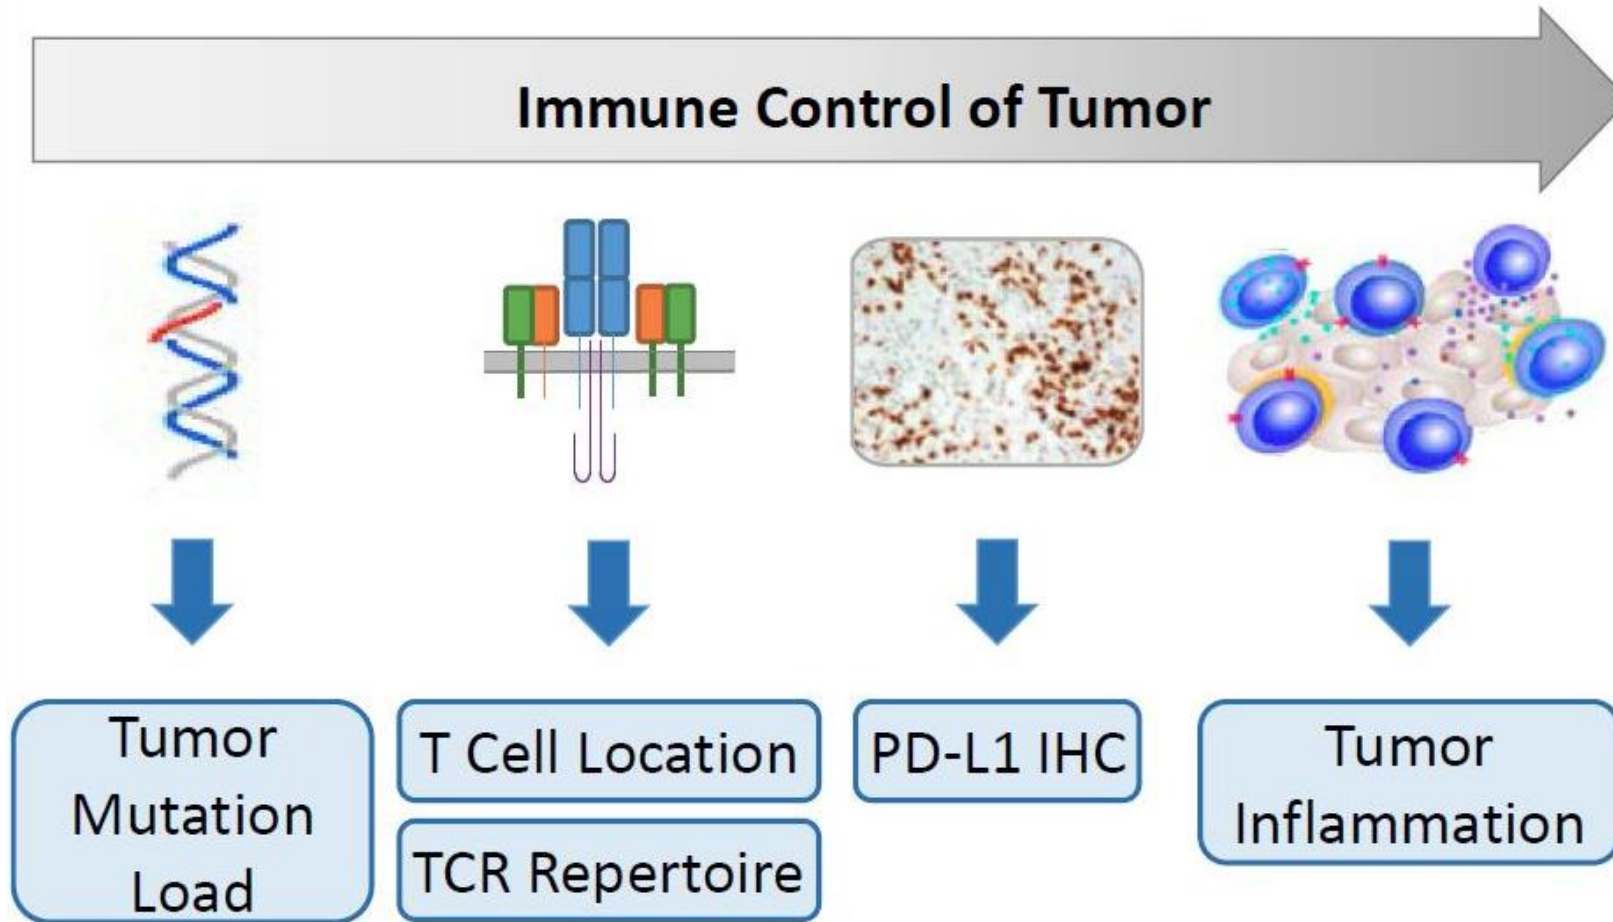 Immune Control of Tumor
Tumor
Mutation
Load
T Cell Location
TCR Repertoire
PD-L1 IHC
Tumor
Inflammation